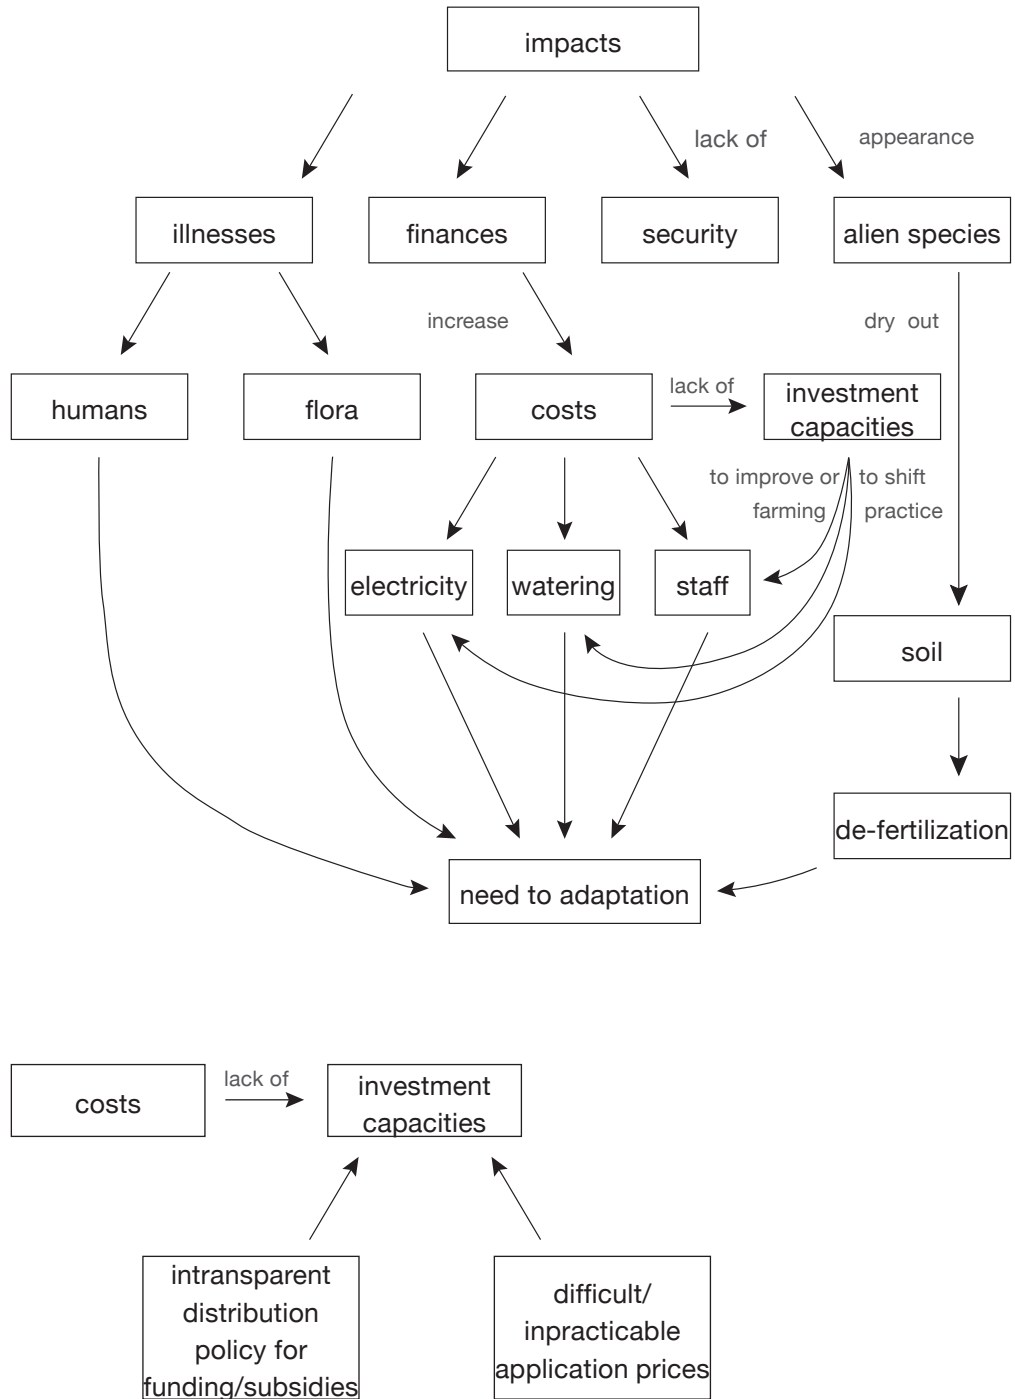 impacts
lack of
appearance
illnesses
finances
security
alien species
increase
dry out
humans
flora
costs
lack of
investment
capacities
to improve or
to shift
farming
practice
electricity
watering
staff
soil
de-fertilization
need to adaptation
costs
lack of
investment
capacities
intransparent
distribution
policy for
funding/subsidies
difficult/
inpracticable
application prices